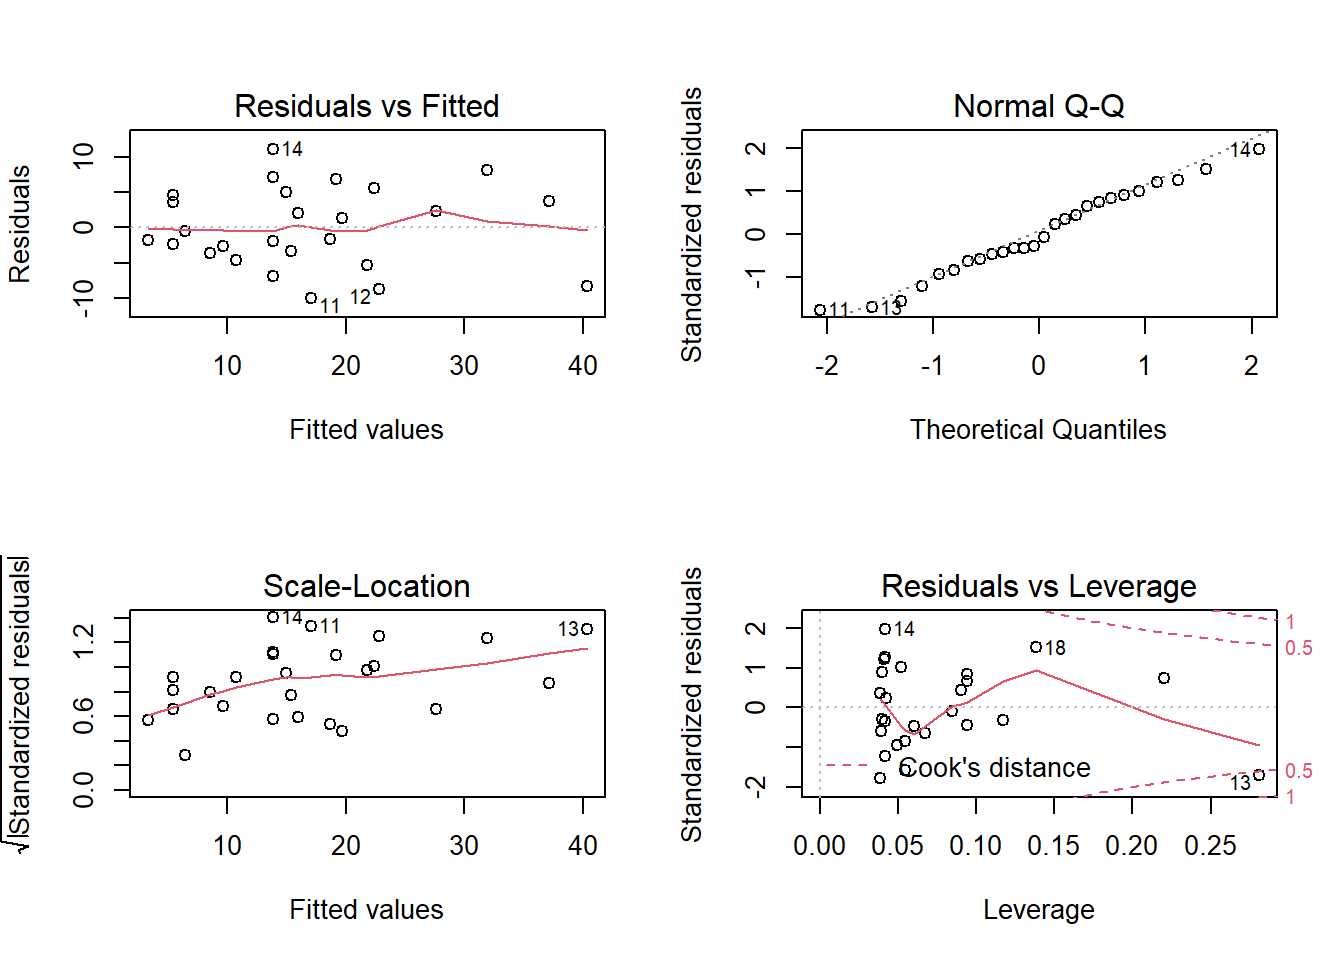 Residuals vs Fitted
Residuals
10
0
-10
14
11
12
10 20 30 40
Fitted values
Normal Q-Q
Standardized residuals
2
1
0
-1
14
11
13
-2 -1 0 1 2
Theoretical Quantiles
Scale-Location
√|Standardized residuals|
1.2
0.6
0.0
14
11
13
10 20 30 40
Fitted values
Residuals vs Leverage
Standardized residuals
2
1
0
-2
14
18
13
1
0.5
0.5
1
Cook's distance
0.00 0.05 0.10 0.15 0.20 0.25
Leverage